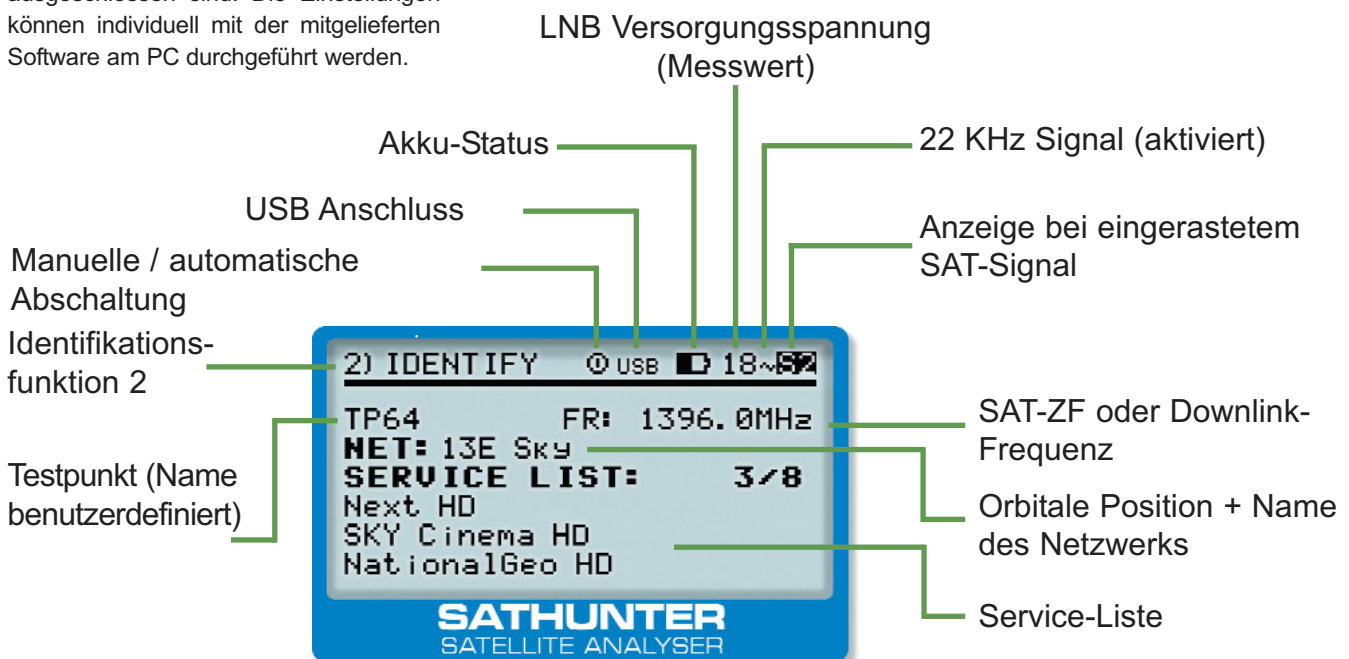 können individuell mit der mitgelieferten
Software am PC durchgeführt werden.
LNB Versorgungsspannung
(Messwert)
Akku-Status
22 KHz Signal (aktiviert)
USB Anschluss
Anzeige bei eingerastetem
SAT-Signal
Manuelle / automatische
Abschaltung
Identifikations-
funktion 2
2) IDENTIFY USB 18~S2
TP64 FR: 1396.0MHz
NET: 13E Sky
SERVICE LIST: 3/8
Next HD
SKY Cinema HD
NationalGeo HD
SATHUNTER
SATELLITE ANALYSER
Testpunkt (Name
benutzerdefiniert)
SAT-ZF oder Downlink-
Frequenz
Orbitale Position + Name
des Netzwerks
Service-Liste